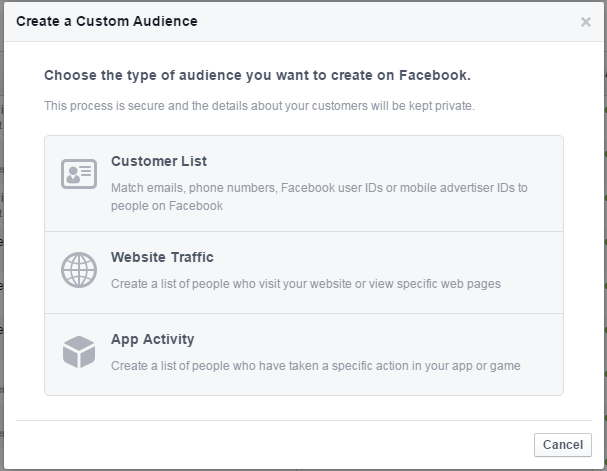 Create a Custom Audience
Choose the type of audience you want to create on Facebook.
This process is secure and the details about your customers will be kept private.
Customer List
Match emails, phone numbers, Facebook user IDs or mobile advertiser IDs to
people on Facebook
Website Traffic
Create a list of people who visit your website or view specific web pages
App Activity
Create a list of people who have taken a specific action in your app or game
Cancel